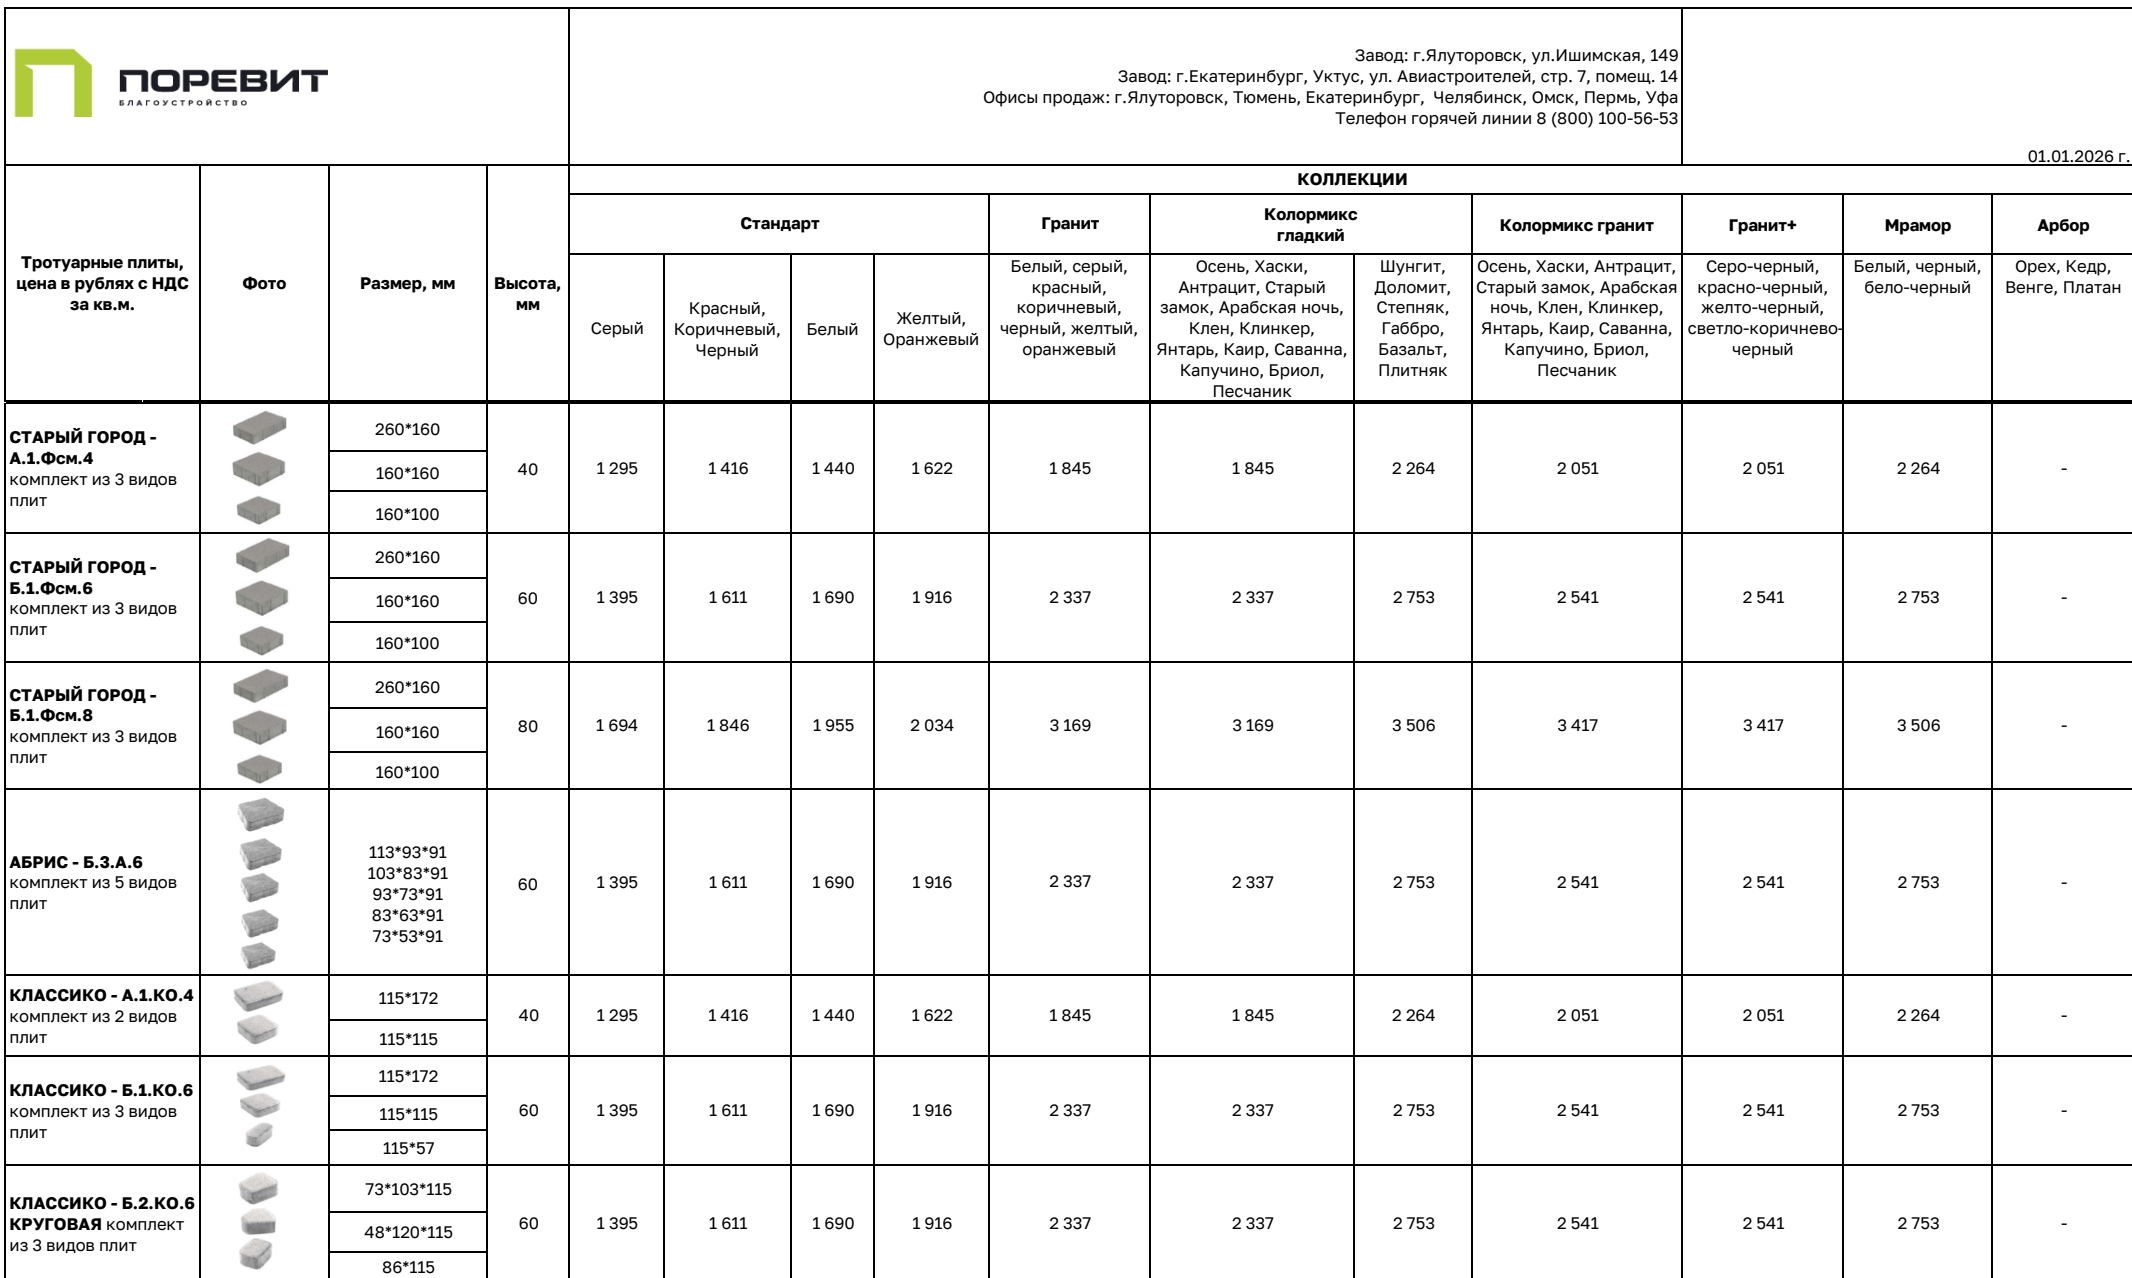 ПОРЕВИТ
БЛАГОУСТРОЙСТВО
Завод: г.Ялуторовск, ул.Ишимская, 149
Завод: г.Екатеринбург, Уктус, ул. Авиастроителей, стр. 7, помещ. 14
Офисы продаж: г.Ялуторовск, Тюмень, Екатеринбург, Челябинск, Омск, Пермь, Уфа
Телефон горячей линии 8 (800) 100-56-53
01.01.2026 г.
Тротуарные плиты,
цена в рублях с НДС
за кв.м.
Фото
Размер, мм
Высота,
мм
КОЛЛЕКЦИИ
Стандарт
Гранит
Колормикс
гладкий
Колормикс гранит
Гранит+
Мрамор
Арбор
Серый
Красный,
Коричневый,
Черный
Белый
Желтый,
Оранжевый
Белый, серый,
красный,
коричневый,
черный, желтый,
оранжевый
Осень, Хаски,
Антрацит, Старый
замок, Арабская ночь,
Клен, Клинкер,
Янтарь, Каир, Саванна,
Капучино, Бриол,
Песчаник
Шунгит,
Доломит,
Степняк,
Габбро,
Базальт,
Плитняк
Осень, Хаски, Антрацит,
Старый замок, Арабская
ночь, Клен, Клинкер,
Янтарь, Каир, Саванна,
Капучино, Бриол,
Песчаник
Серо-черный,
красно-черный,
желто-черный,
светло-коричнево-
черный
Белый, черный,
бело-черный
Орех, Кедр,
Венге, Платан
СТАРЫЙ ГОРОД -
А.1.Фсм.4
комплект из 3 видов
плит
260*160
160*160
160*100
40 1 295 1 416 1 440 1 622 1 845 1 845 2 264 2 051 2 051 2 264 -
СТАРЫЙ ГОРОД -
Б.1.Фсм.6
комплект из 3 видов
плит
260*160
160*160
160*100
60 1 395 1 611 1 690 1 916 2 337 2 337 2 753 2 541 2 541 2 753 -
СТАРЫЙ ГОРОД -
Б.1.Фсм.8
комплект из 3 видов
плит
260*160
160*160
160*100
80 1 694 1 846 1 955 2 034 3 169 3 169 3 506 3 417 3 417 3 506 -
АБРИС - Б.3.А.6
комплект из 5 видов
плит
113*93*91
103*83*91
93*73*91
83*63*91
73*53*91
60 1 395 1 611 1 690 1 916 2 337 2 337 2 753 2 541 2 541 2 753 -
КЛАССИКО - А.1.КО.4
комплект из 2 видов
плит
115*172
115*115
40 1 295 1 416 1 440 1 622 1 845 1 845 2 264 2 051 2 051 2 264 -
КЛАССИКО - Б.1.КО.6
комплект из 3 видов
плит
115*172
115*115
115*57
60 1 395 1 611 1 690 1 916 2 337 2 337 2 753 2 541 2 541 2 753 -
КЛАССИКО - Б.2.КО.6
КРУГОВАЯ комплект
из 3 видов плит
73*103*115
48*120*115
86*115
60 1 395 1 611 1 690 1 916 2 337 2 337 2 753 2 541 2 541 2 753 -